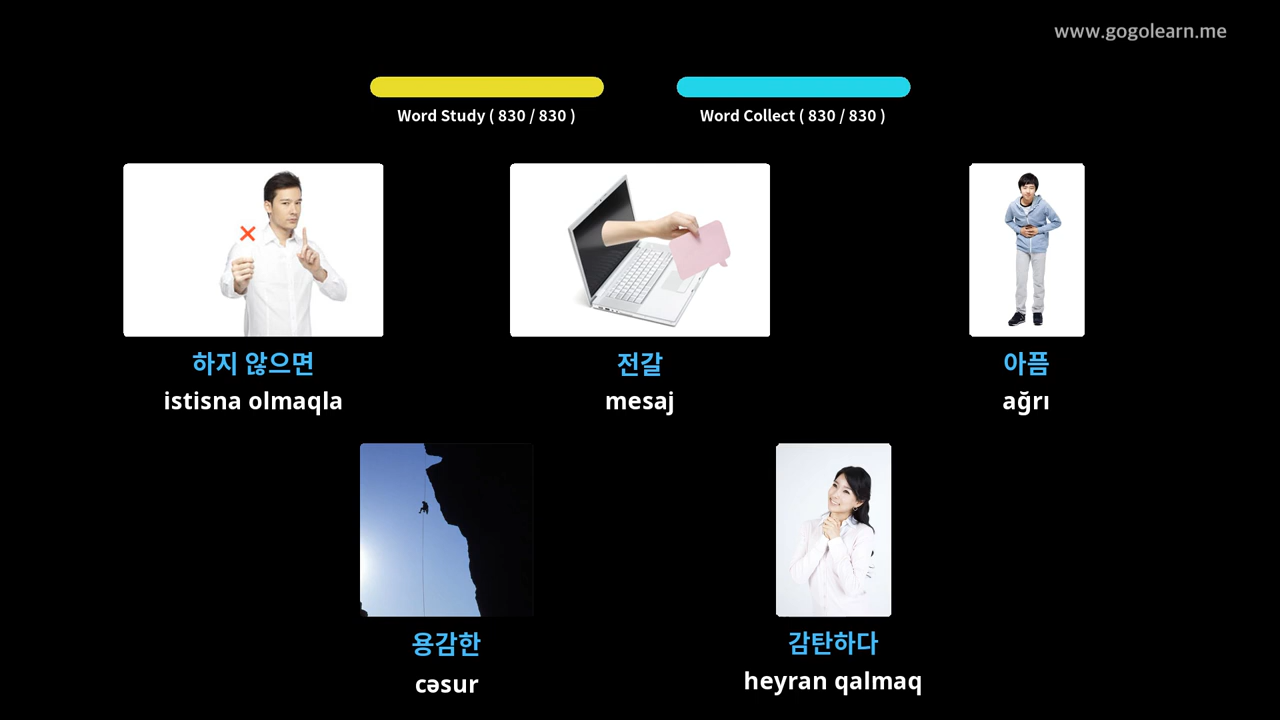 www.gogolearn.me
Word Study ( 830 / 830 )
Word Collect ( 830 / 830 )
하지 않으면
istisna olmaqla
전갈
mesaj
아픔
ağrı
용감한
cəsur
감탄하다
heyran qalmaq